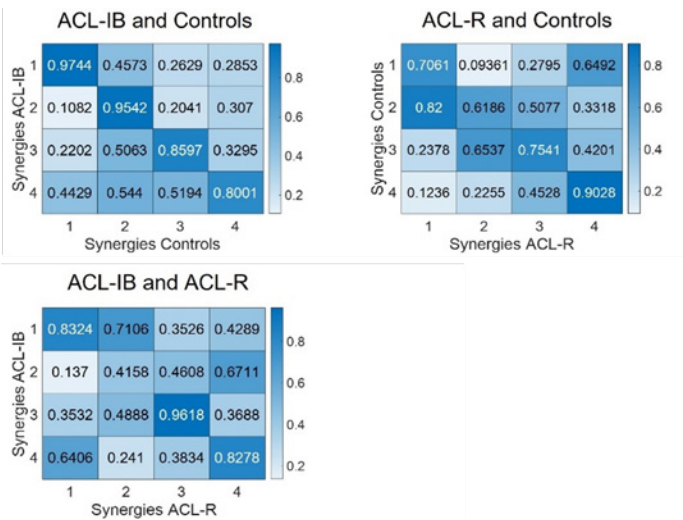 ACL-IB and Controls
Synergies ACL-IB
1 0.9744 0.4573 0.2629 0.2853
2 0.1082 0.9542 0.2041 0.307
3 0.2202 0.5063 0.8597 0.3295
4 0.4429 0.544 0.5194 0.8001
1 2 3 4
Synergies Controls
0.8
0.6
0.4
0.2
ACL-R and Controls
Synergies Controls
1 0.7061 0.09361 0.2795 0.6492
2 0.82 0.6186 0.5077 0.3318
3 0.2378 0.6537 0.7541 0.4201
4 0.1236 0.2255 0.4528 0.9028
1 2 3 4
Synergies ACL-R
0.8
0.6
0.4
0.2
ACL-IB and ACL-R
Synergies ACL-IB
1 0.8324 0.7106 0.3526 0.4289
2 0.137 0.4158 0.4608 0.6711
3 0.3532 0.4888 0.9618 0.3688
4 0.6406 0.241 0.3834 0.8278
1 2 3 4
Synergies ACL-R
0.8
0.6
0.4
0.2